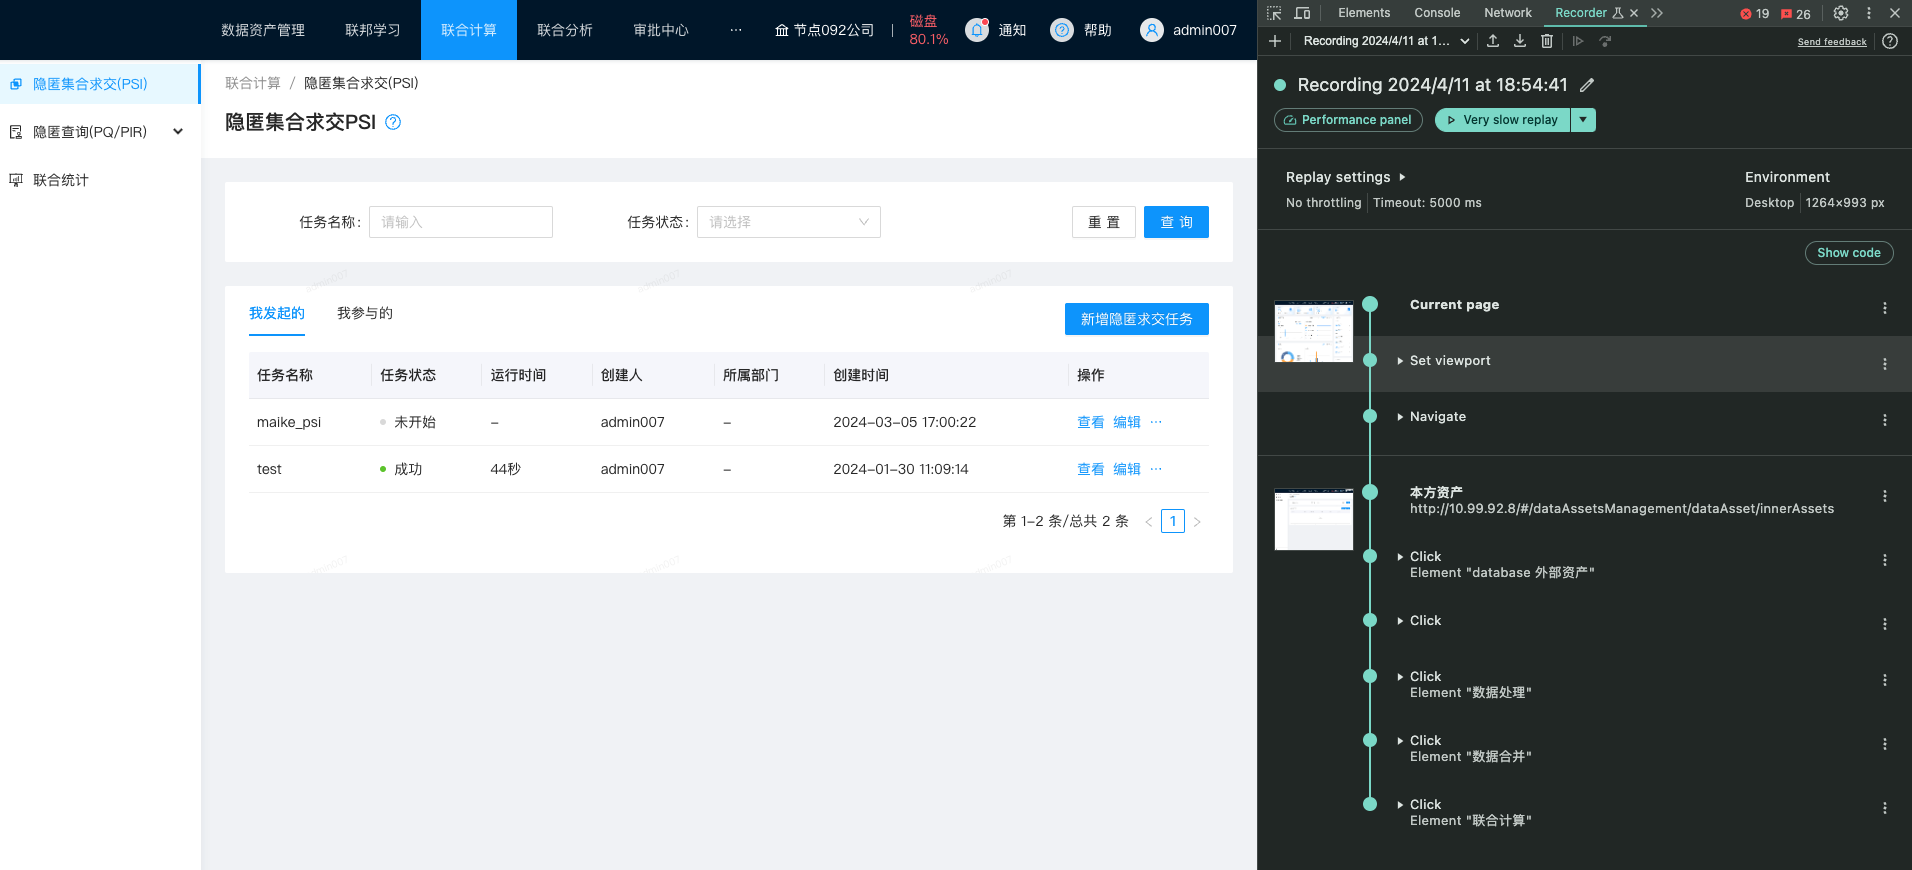 数据资产管理 联邦学习 联合计算 联合分析 审批中心 ··· 节点092公司 | 磁盘 80.1% 通知 帮助 admin007
隐匿集合求交(PSI)
隐匿查询(PQ/PIR)
联合统计
联合计算 / 隐匿集合求交(PSI)
隐匿集合求交PSI
任务名称: 请输入 任务状态: 请选择 重 置 查 询
admin007 admin007 admin007
我发起的 我参与的 新增隐匿求交任务
任务名称 任务状态 运行时间 创建人 所属部门 创建时间 操作
maike_psi 未开始 – admin007 – 2024-03-05 17:00:22 查看 编辑 ···
test 成功 44秒 admin007 – 2024-01-30 11:09:14 查看 编辑 ···
第 1-2 条/总共 2 条 < 1 >
admin007 admin007 admin007
Elements Console Network Recorder 19 26
Recording 2024/4/11 at 1... Send feedback
Recording 2024/4/11 at 18:54:41
Performance panel Very slow replay
Replay settings Environment
No throttling Timeout: 5000 ms Desktop 1264×993 px
Show code
Current page
Set viewport
Navigate
本方资产
http://10.99.92.8/#/dataAssetsManagement/dataAsset/innerAssets
Click
Element "database 外部资产"
Click
Click
Element "数据处理"
Click
Element "数据合并"
Click
Element "联合计算"